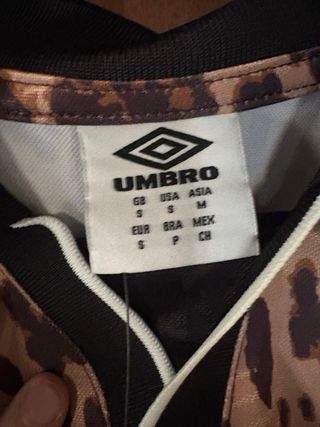 UMBRO
GB USA ASIA
S S M
EUR BRA MEX
S P CH